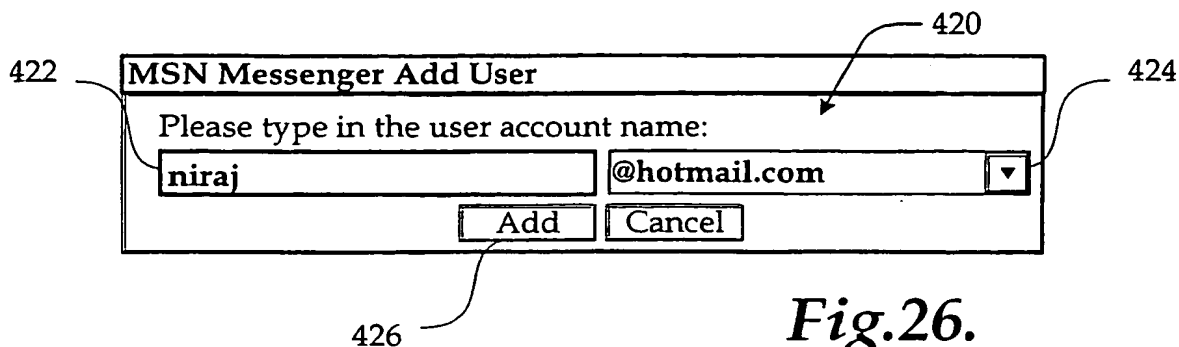 420
422
MSN Messenger Add User
424
Please type in the user account name:
niraj
@hotmail.com
Add
Cancel
426
Fig.26.